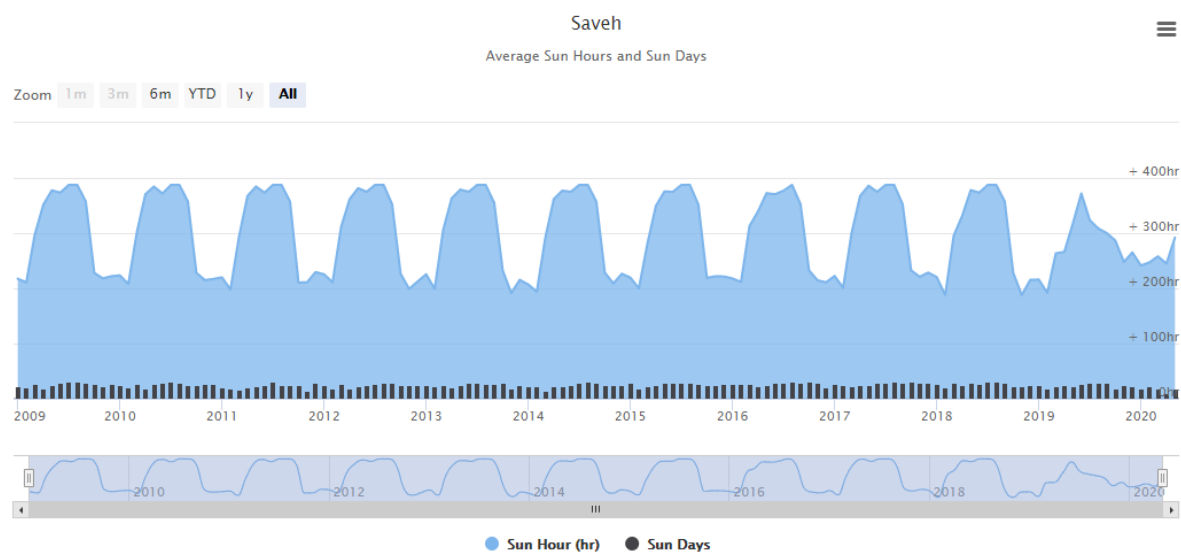 Saveh
Average Sun Hours and Sun Days
Zoom 1m 3m 6m YTD 1y All
+ 400hr
+ 300hr
+ 200hr
+ 100hr
0hr
2009 2010 2011 2012 2013 2014 2015 2016 2017 2018 2019 2020
2010 2012 2014 2016 2018 2020
Sun Hour (hr) Sun Days